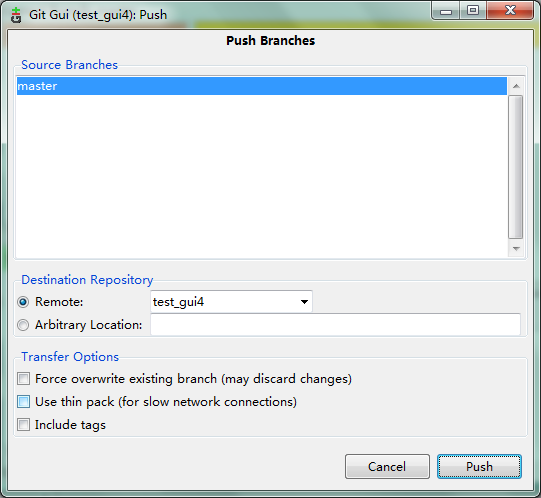 Git Gui (test_gui4): Push
Push Branches
Source Branches
master
Destination Repository
Remote: test_gui4
Arbitrary Location:
Transfer Options
Force overwrite existing branch (may discard changes)
Use thin pack (for slow network connections)
Include tags
Cancel Push